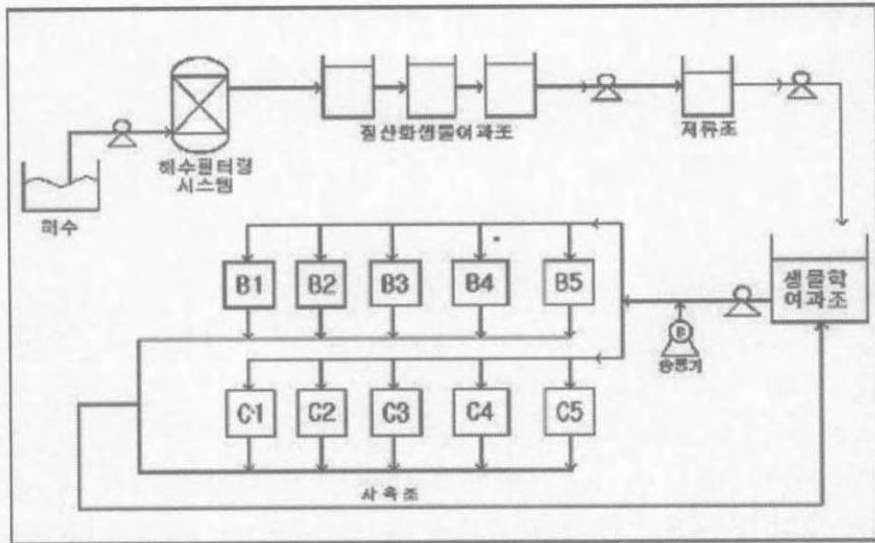 해수
해수필터링
시스템
질산화생물여과조
저류조
생물학
여과조
B
송풍기
B1 B2 B3 B4 B5
C1 C2 C3 C4 C5
사육조